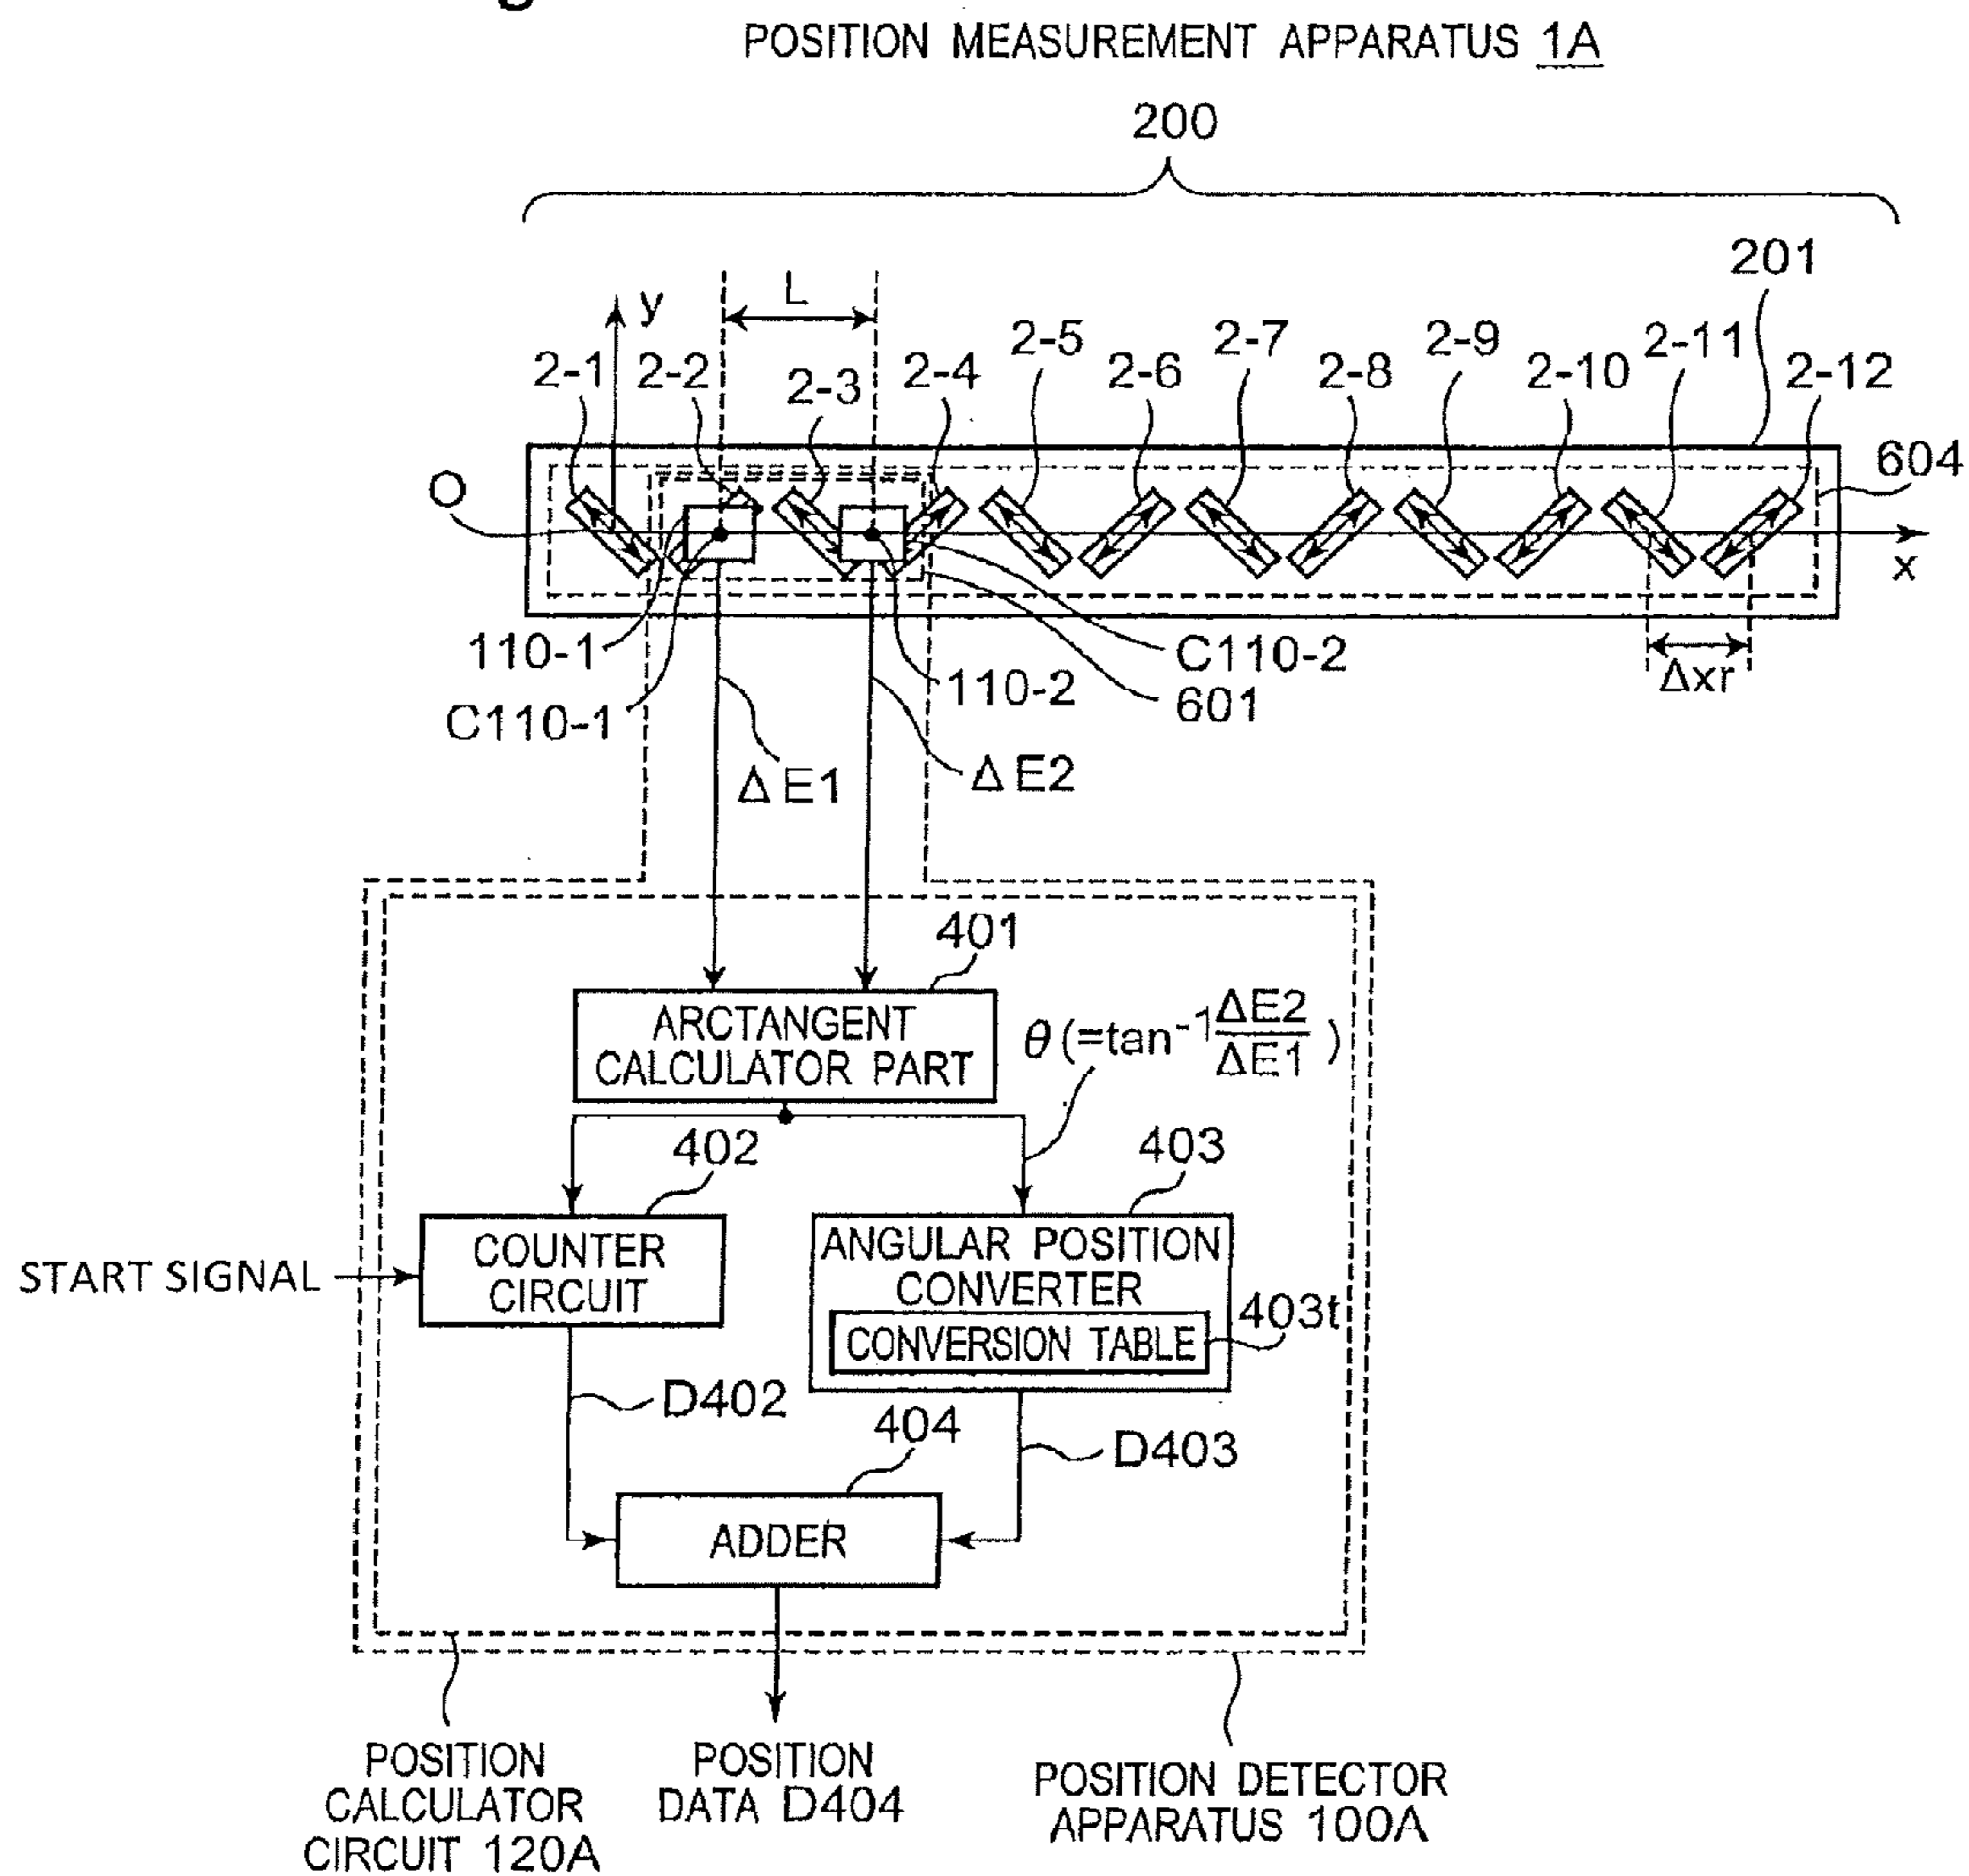 POSITION MEASUREMENT APPARATUS 1A
200
201
L
y
2-1
2-2
2-3
2-4
2-5
2-6
2-7
2-8
2-9
2-10
2-11
2-12
604
O
x
110-1
C110-1
C110-2
110-2
601
Δxr
ΔE1
ΔE2
401
ARCTANGENT
CALCULATOR PART
θ(=tan⁻¹ ΔE2/ΔE1)
402
403
START SIGNAL
COUNTER
CIRCUIT
ANGULAR POSITION
CONVERTER
CONVERSION TABLE
403t
D402
404
D403
ADDER
POSITION
CALCULATOR
CIRCUIT 120A
POSITION
DATA D404
POSITION DETECTOR
APPARATUS 100A